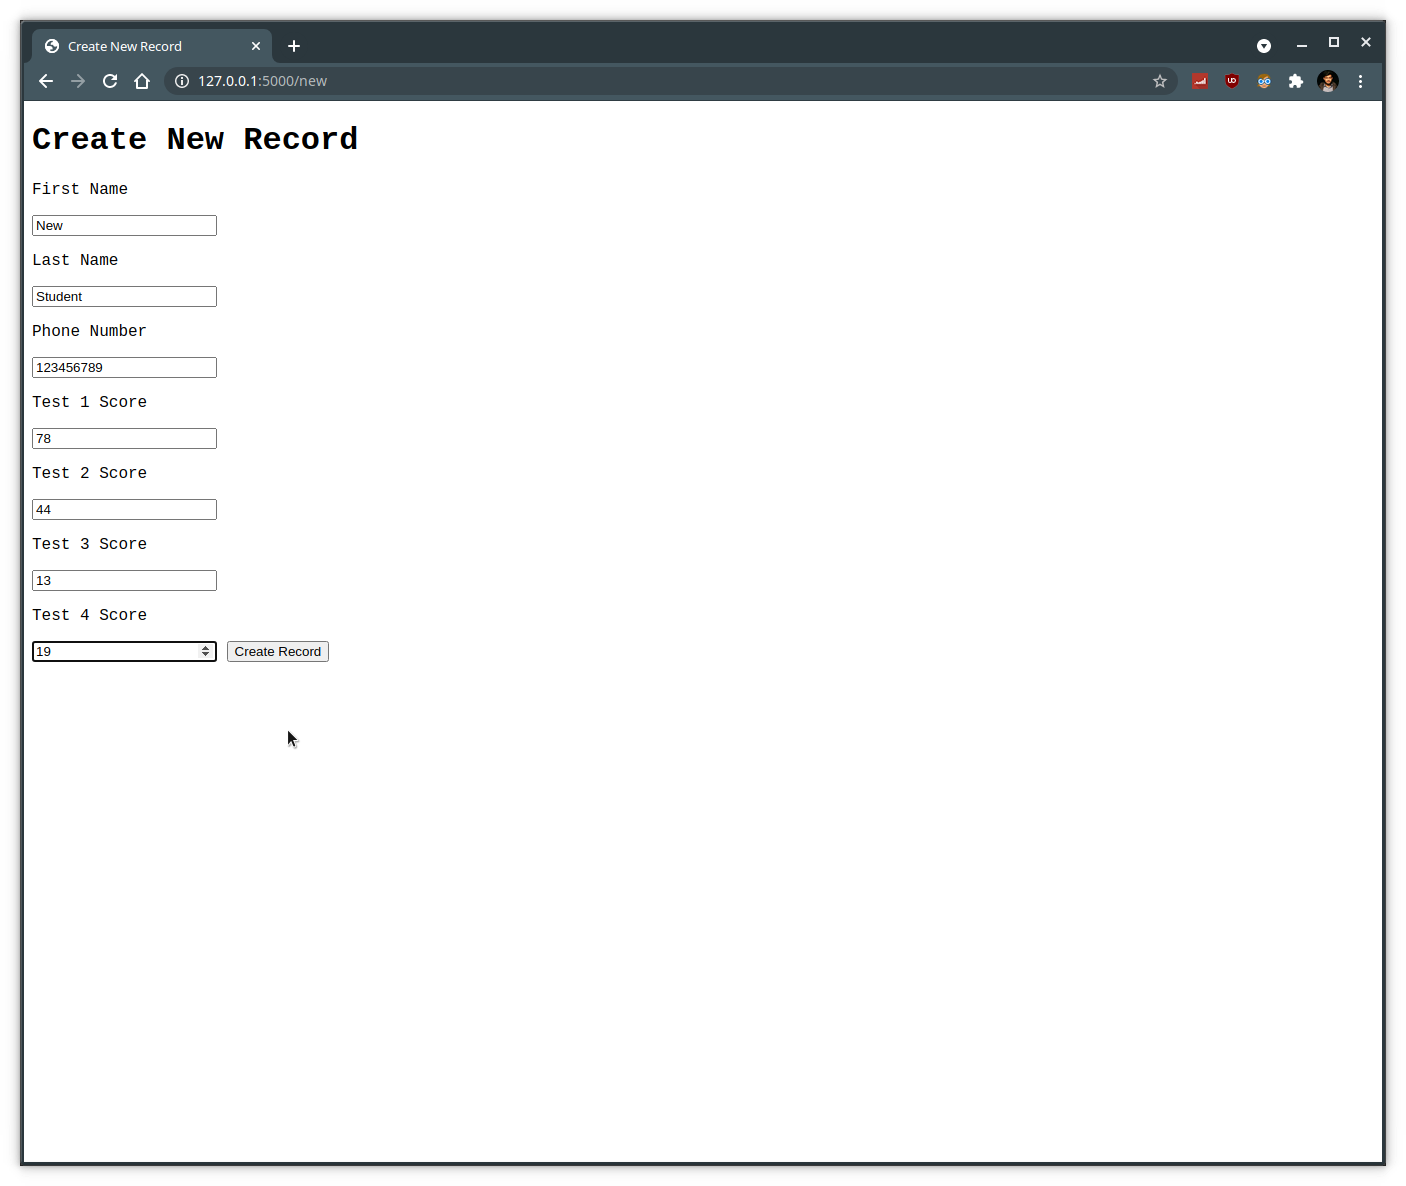 Create New Record
127.0.0.1:5000/new
Create New Record
First Name
New
Last Name
Student
Phone Number
123456789
Test 1 Score
78
Test 2 Score
44
Test 3 Score
13
Test 4 Score
19 Create Record